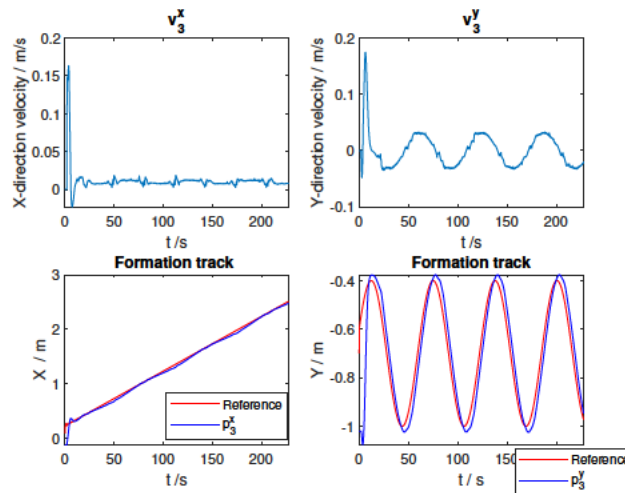 v₃ˣ
X-direction velocity / m/s
0.2
0.15
0.1
0.05
0
0 50 100 150 200
t /s
v₃ʸ
Y-direction velocity / m/s
0.2
0.1
0
-0.1
0 50 100 150 200
t /s
Formation track
X / m
3
2
1
0
Reference
p₃ˣ
0 50 100 150 200
t /s
Formation track
Y / m
-0.4
-0.6
-0.8
-1
0 50 100 150 200
t /s
Reference
p₃ʸ